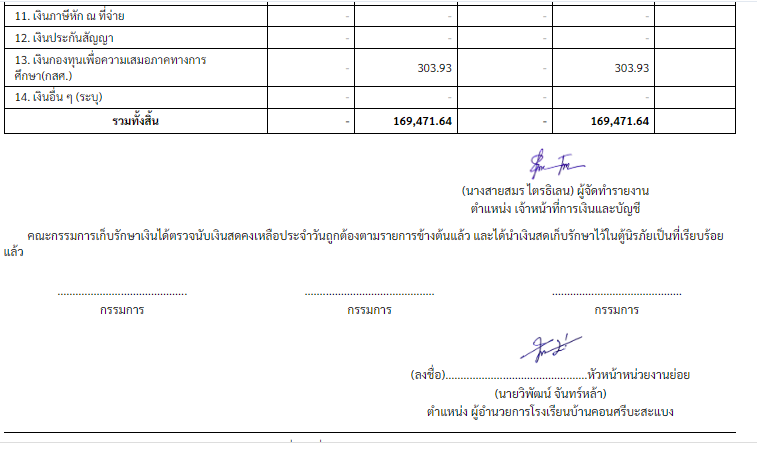 11. เงินภาษีหัก ณ ที่จ่าย - - - -
12. เงินประกันสัญญา - - - -
13. เงินกองทุนเพื่อความเสมอภาคทางการ
ศึกษา(กสศ.) - 303.93 - 303.93
14. เงินอื่น ๆ (ระบุ) - - - -
รวมทั้งสิ้น - 169,471.64 - 169,471.64
(นางสายสมร ไตรธิเลน) ผู้จัดทำรายงาน
ตำแหน่ง เจ้าหน้าที่การเงินและบัญชี
คณะกรรมการเก็บรักษาเงินได้ตรวจนับเงินสดคงเหลือประจำวันถูกต้องตามรายการข้างต้นแล้ว และได้นำเงินสดเก็บรักษาไว้ในตู้นิรภัยเป็นที่เรียบร้อย
แล้ว
........................................... ........................................... ...........................................
กรรมการ กรรมการ กรรมการ
(ลงชื่อ)...............................................หัวหน้าหน่วยงานย่อย
(นายวิพัฒน์ จันทร์หล้า)
ตำแหน่ง ผู้อำนวยการโรงเรียนบ้านคอนศรีบะสะแบง